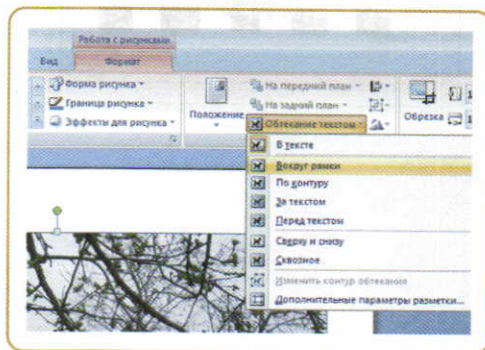 Работа с рисунками
Вид Формат
Форма рисунка
Граница рисунка
Эффекты для рисунка
Положение
На передний план
На задний план
Обтекание текстом
Обрезка
В тексте
Вокруг рамки
По контуру
За текстом
Перед текстом
Сверху и снизу
Сквозное
Изменить контур обтекания
Дополнительные параметры разметки...